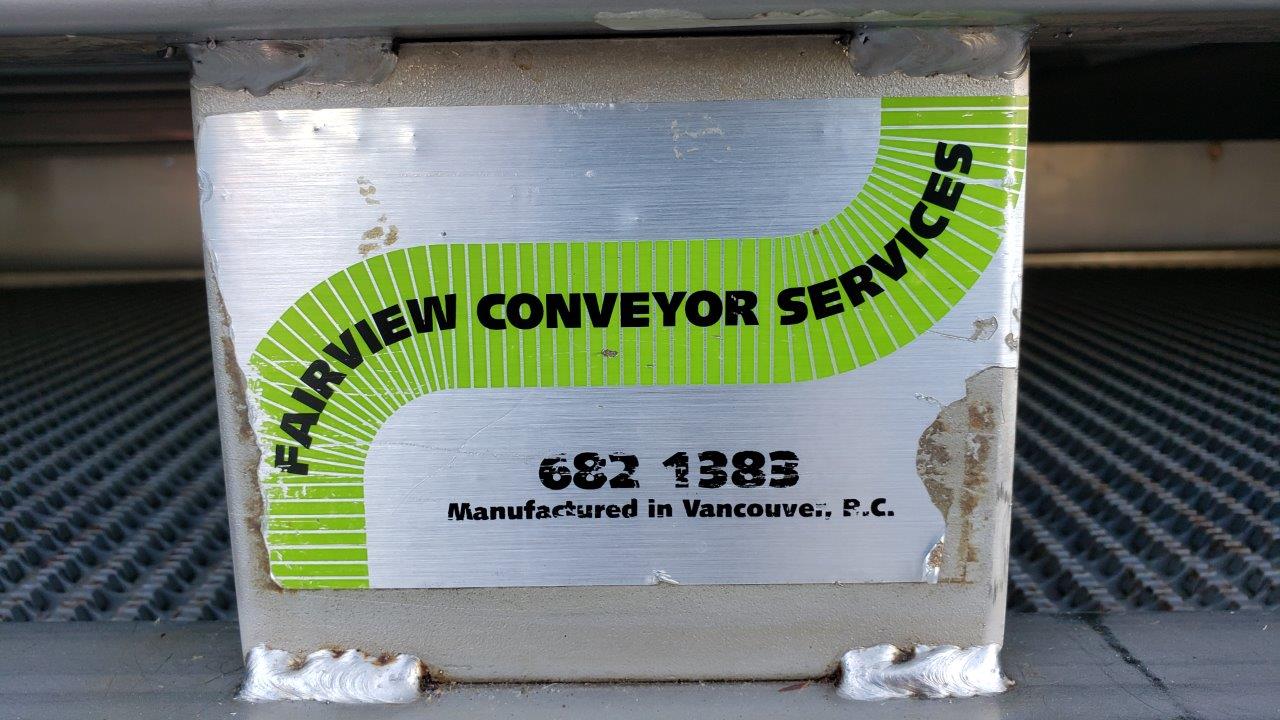 FAIRVIEW CONVEYOR SERVICES
682 1383
Manufactured in Vancouver, B.C.